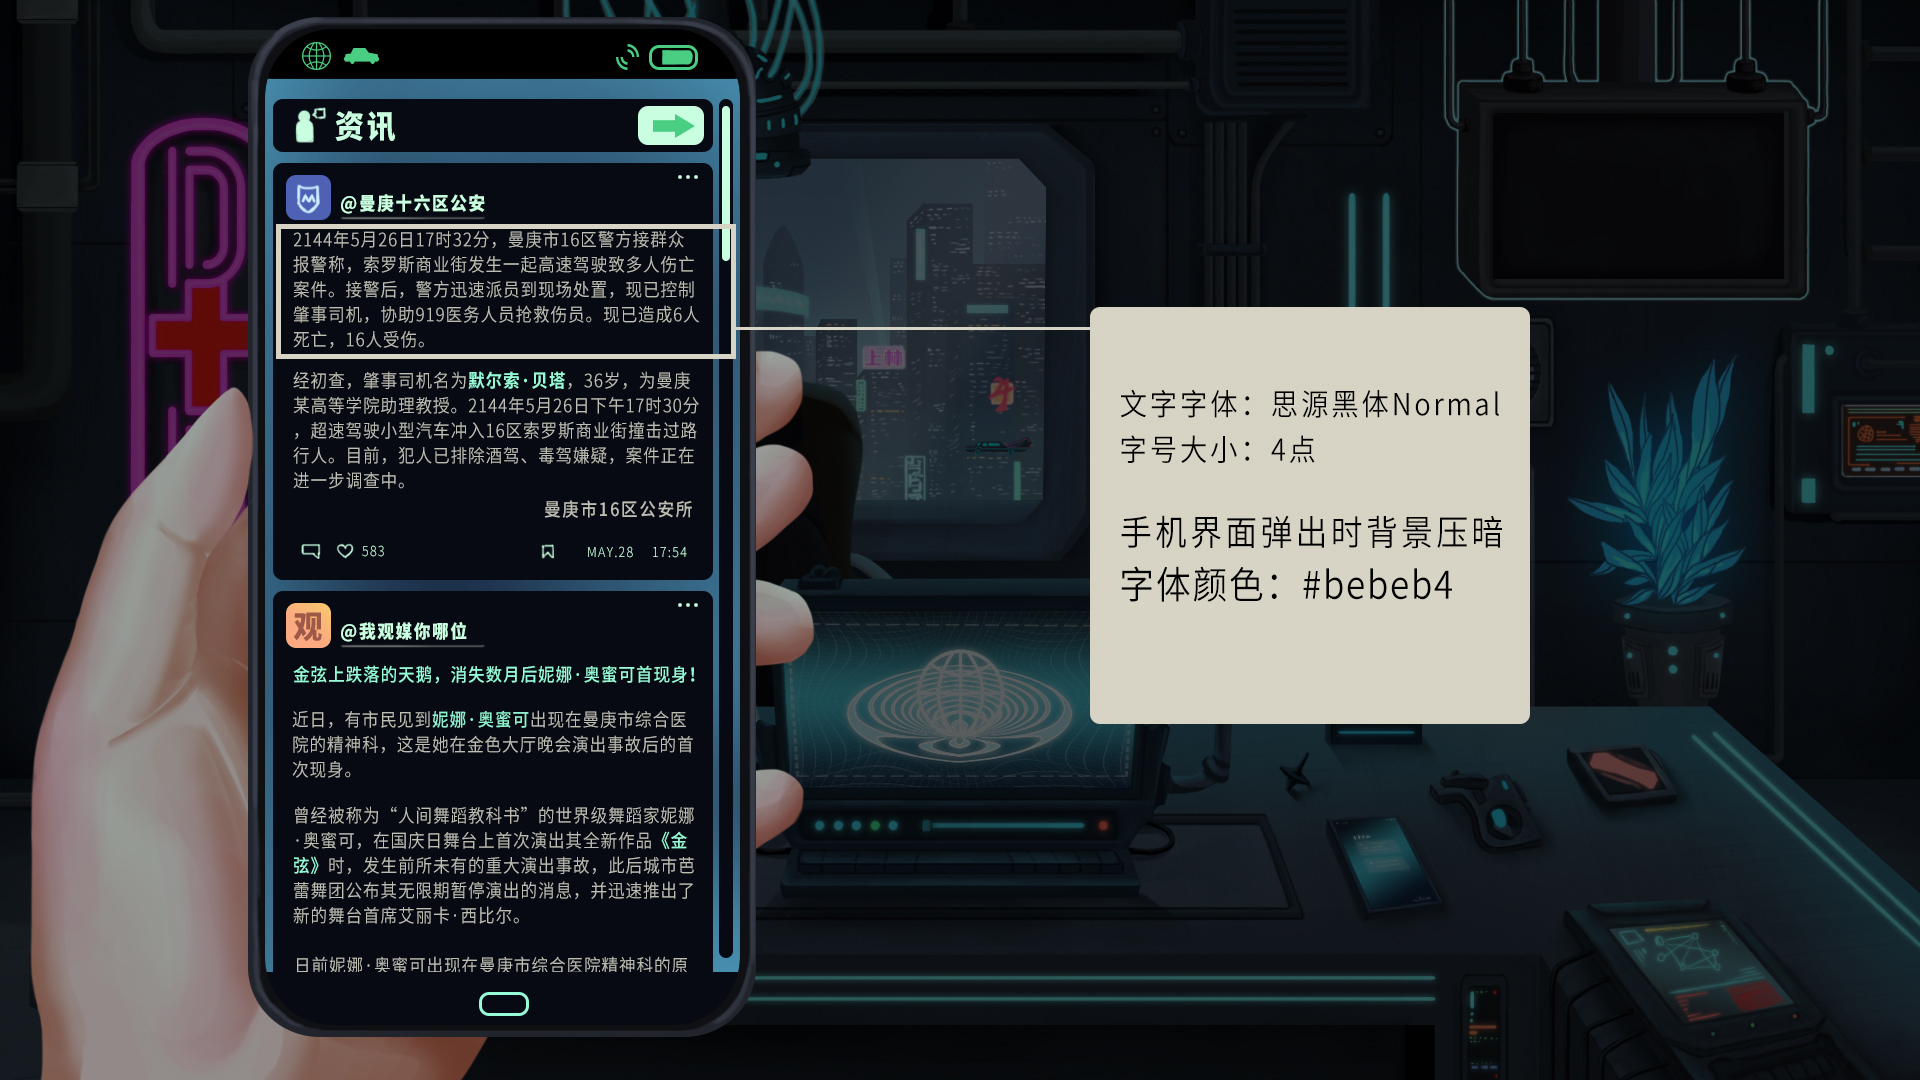 资讯
@曼庚十六区公安
2144年5月26日17时32分，曼庚市16区警方接群众
报警称，索罗斯商业街发生一起高速驾驶致多人伤亡
案件。接警后，警方迅速派员到现场处置，现已控制
肇事司机，协助919医务人员抢救伤员。现已造成6人
死亡，16人受伤。
经初查，肇事司机名为默尔索·贝塔，36岁，为曼庚
某高等学院助理教授。2144年5月26日下午17时30分
，超速驾驶小型汽车冲入16区索罗斯商业街撞击过路
行人。目前，犯人已排除酒驾、毒驾嫌疑，案件正在
进一步调查中。
曼庚市16区公安所
583 MAY.28 17:54
观
@我观媒你哪位
金弦上跌落的天鹅，消失数月后妮娜·奥蜜可首现身！
近日，有市民见到妮娜·奥蜜可出现在曼庚市综合医
院的精神科，这是她在金色大厅晚会演出事故后的首
次现身。
曾经被称为“人间舞蹈教科书”的世界级舞蹈家妮娜
·奥蜜可，在国庆日舞台上首次演出其全新作品《金
弦》时，发生前所未有的重大演出事故，此后城市芭
蕾舞团公布其无限期暂停演出的消息，并迅速推出了
新的舞台首席艾丽卡·西比尔。
日前妮娜·奥蜜可出现在曼庚市综合医院精神科的原
上林
文字字体：思源黑体Normal
字号大小：4点
手机界面弹出时背景压暗
字体颜色：#bebeb4